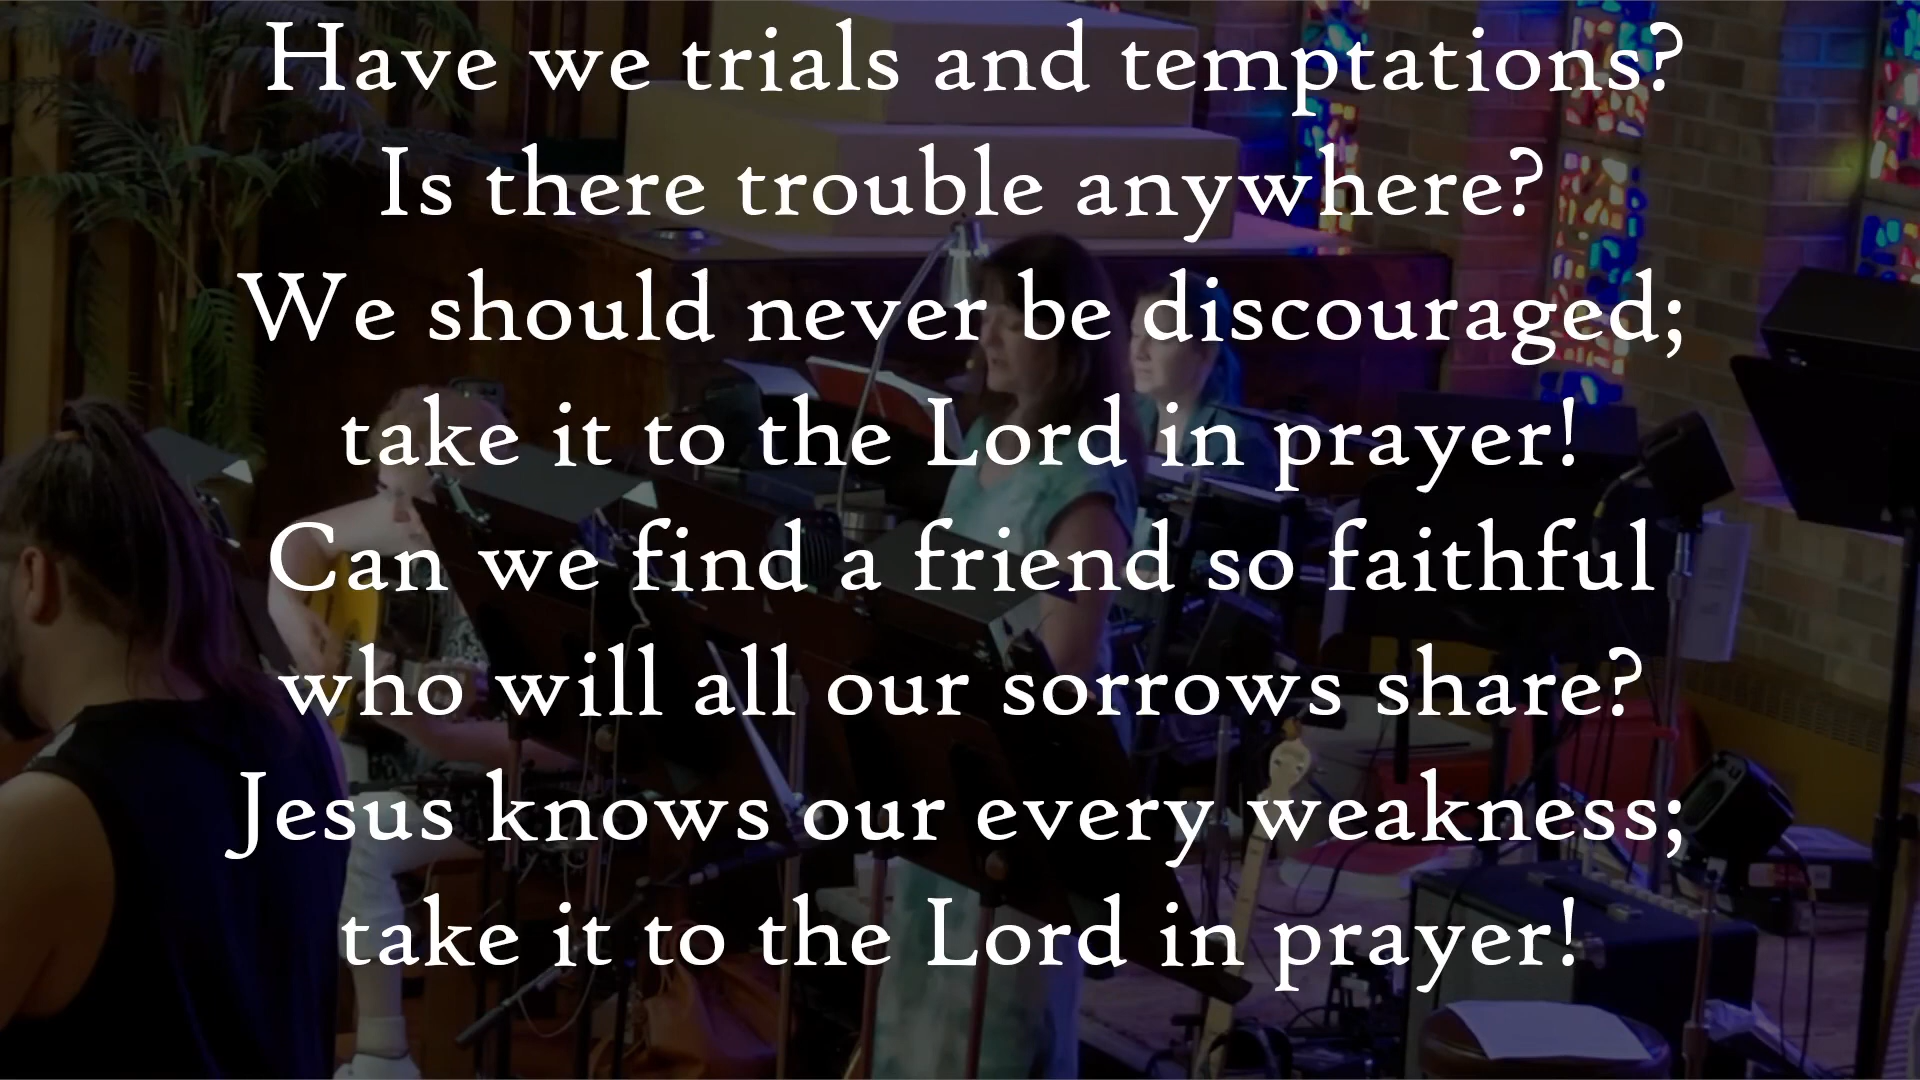 Have we trials and temptations?
Is there trouble anywhere?
We should never be discouraged;
take it to the Lord in prayer!
Can we find a friend so faithful
who will all our sorrows share?
Jesus knows our every weakness;
take it to the Lord in prayer!